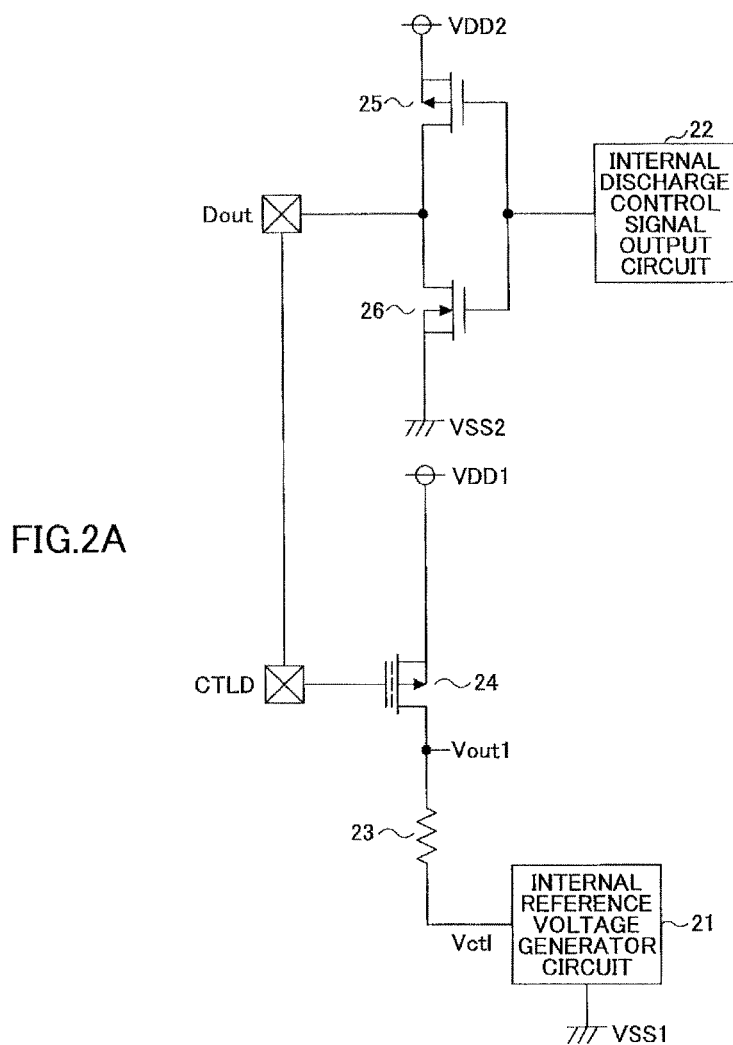 VDD2
25
22
INTERNAL
DISCHARGE
CONTROL
SIGNAL
OUTPUT
CIRCUIT
Dout
26
VSS2
VDD1
FIG.2A
CTLD
24
Vout1
23
INTERNAL
REFERENCE
VOLTAGE
GENERATOR
CIRCUIT
21
Vctl
VSS1